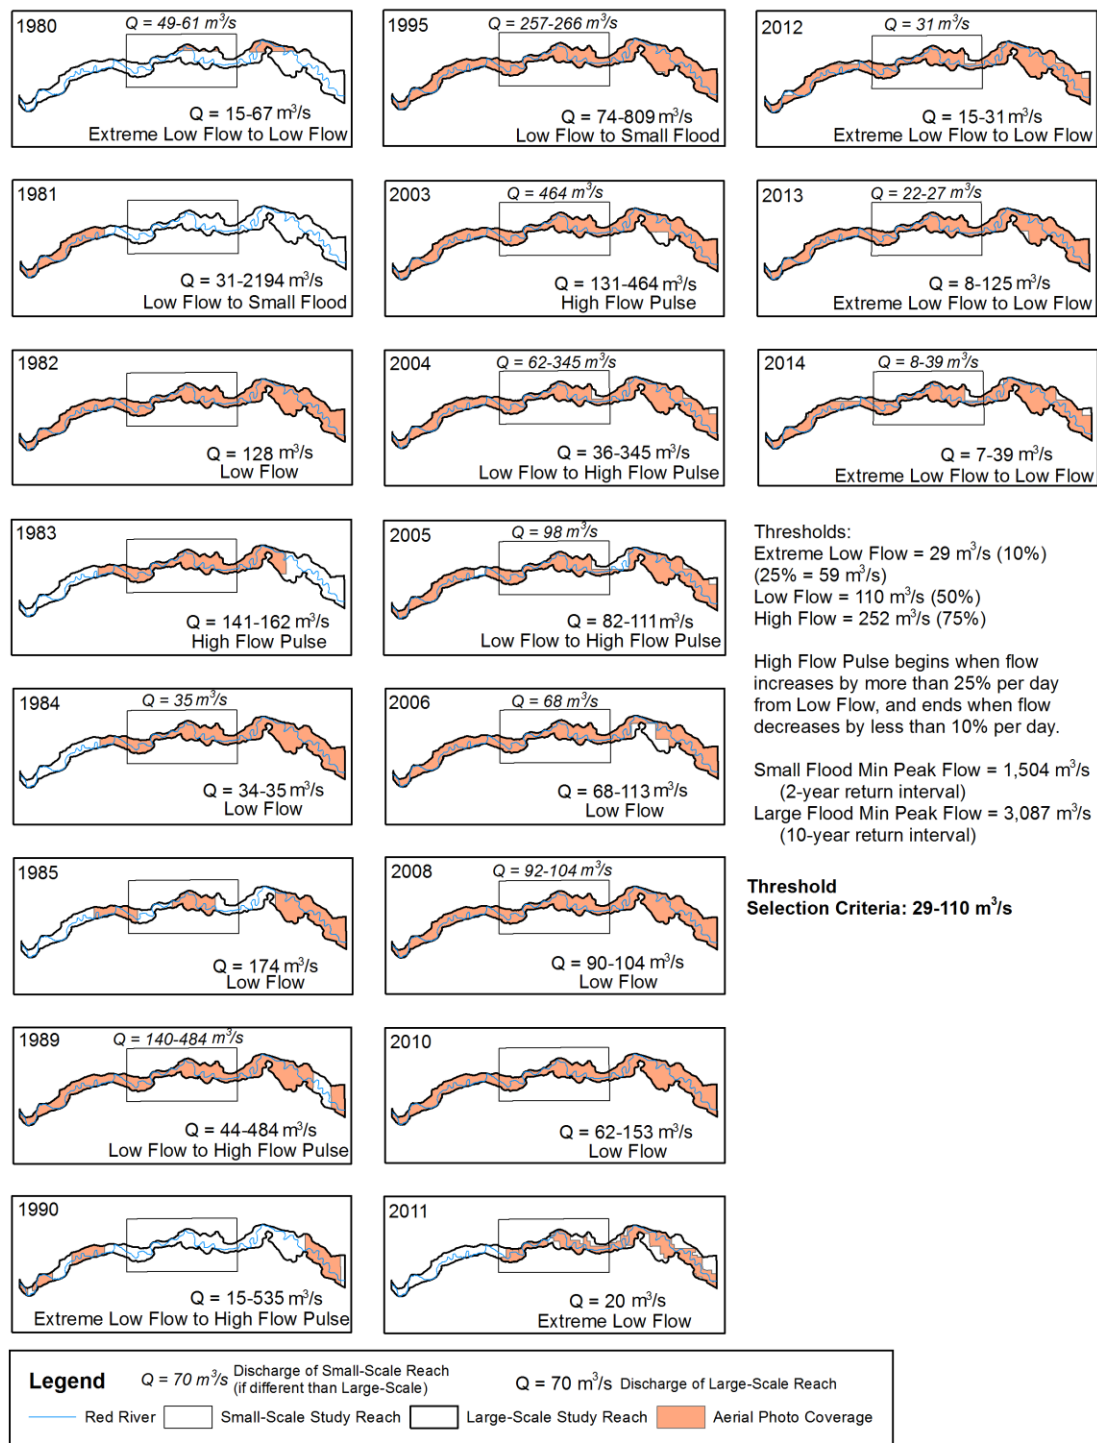 1980
Q = 49-61 m³/s
Q = 15-67 m³/s
Extreme Low Flow to Low Flow
1981
Q = 31-2194 m³/s
Low Flow to Small Flood
1982
Q = 128 m³/s
Low Flow
1983
Q = 141-162 m³/s
High Flow Pulse
1984
Q = 35 m³/s
Q = 34-35 m³/s
Low Flow
1985
Q = 174 m³/s
Low Flow
1989
Q = 140-484 m³/s
Q = 44-484 m³/s
Low Flow to High Flow Pulse
1990
Q = 15-535 m³/s
Extreme Low Flow to High Flow Pulse
1995
Q = 257-266 m³/s
Q = 74-809 m³/s
Low Flow to Small Flood
2003
Q = 464 m³/s
Q = 131-464 m³/s
High Flow Pulse
2004
Q = 62-345 m³/s
Q = 36-345 m³/s
Low Flow to High Flow Pulse
2005
Q = 98 m³/s
Q = 82-111 m³/s
Low Flow to High Flow Pulse
2006
Q = 68 m³/s
Q = 68-113 m³/s
Low Flow
2008
Q = 92-104 m³/s
Q = 90-104 m³/s
Low Flow
2010
Q = 62-153 m³/s
Low Flow
2011
Q = 20 m³/s
Extreme Low Flow
2012
Q = 31 m³/s
Q = 15-31 m³/s
Extreme Low Flow to Low Flow
2013
Q = 22-27 m³/s
Q = 8-125 m³/s
Extreme Low Flow to Low Flow
2014
Q = 8-39 m³/s
Q = 7-39 m³/s
Extreme Low Flow to Low Flow
Thresholds:
Extreme Low Flow = 29 m³/s (10%)
(25% = 59 m³/s)
Low Flow = 110 m³/s (50%)
High Flow = 252 m³/s (75%)
High Flow Pulse begins when flow
increases by more than 25% per day
from Low Flow, and ends when flow
decreases by less than 10% per day.
Small Flood Min Peak Flow = 1,504 m³/s
(2-year return interval)
Large Flood Min Peak Flow = 3,087 m³/s
(10-year return interval)
Threshold
Selection Criteria: 29-110 m³/s
Legend
Q = 70 m³/s Discharge of Small-Scale Reach
(if different than Large-Scale)
Q = 70 m³/s Discharge of Large-Scale Reach
Red River
Small-Scale Study Reach
Large-Scale Study Reach
Aerial Photo Coverage